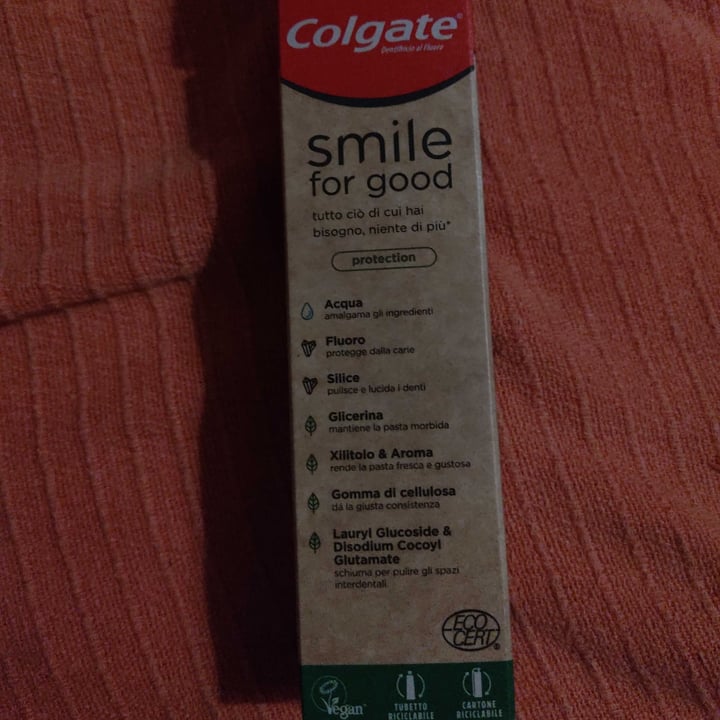 Colgate®
Dentifricio al Fluoro
smile
for good
tutto ciò di cui hai
bisogno, niente di più*
protection
Acqua
amalgama gli ingredienti
Fluoro
protegge dalla carie
Silice
pulisce e lucida i denti
Glicerina
mantiene la pasta morbida
Xilitolo & Aroma
rende la pasta fresca e gustosa
Gomma di cellulosa
dà la giusta consistenza
Lauryl Glucoside &
Disodium Cocoyl
Glutamate
schiuma per pulire gli spazi
interdentali.
ECO
CERT®
Vegan
TUBETTO
RICICLABILE
CARTONE
RICICLABILE